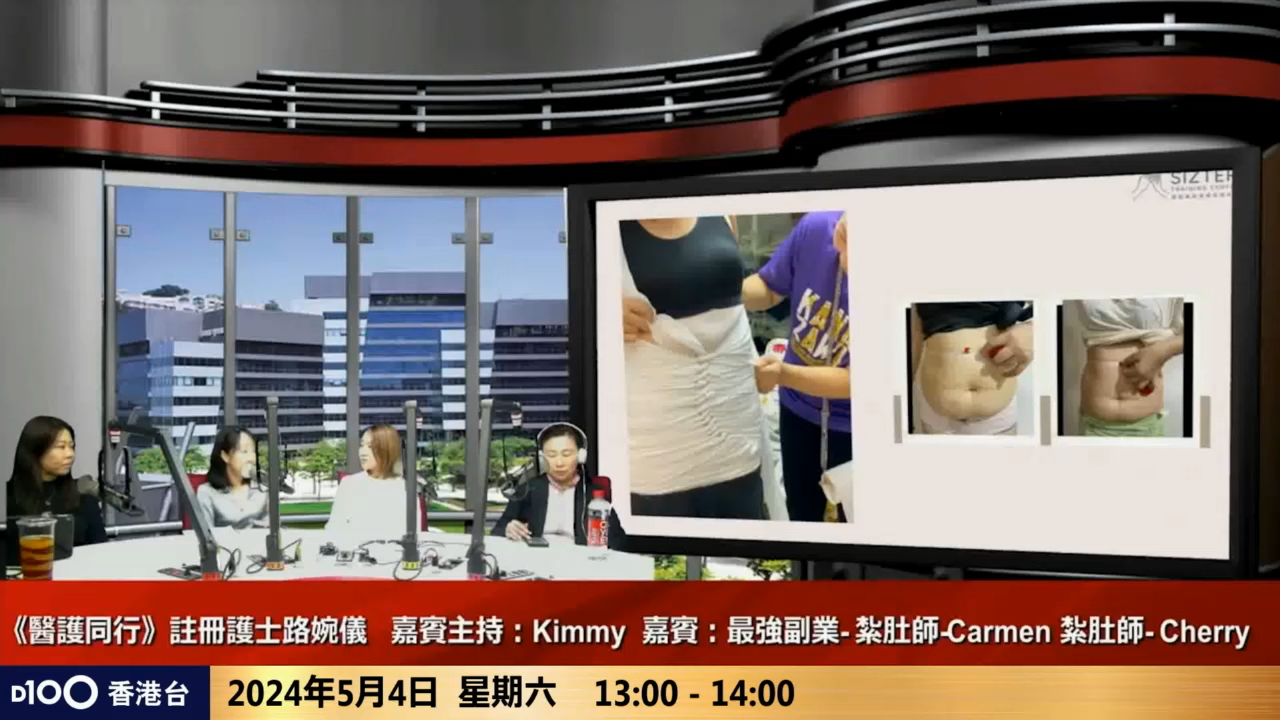 SIZTER
KANA
ZAWA
《醫護同行》註冊護士路婉儀 嘉賓主持：Kimmy 嘉賓：最強副業-紮肚師-Carmen 紮肚師-Cherry
D100 香港台 2024年5月4日 星期六 13:00 - 14:00